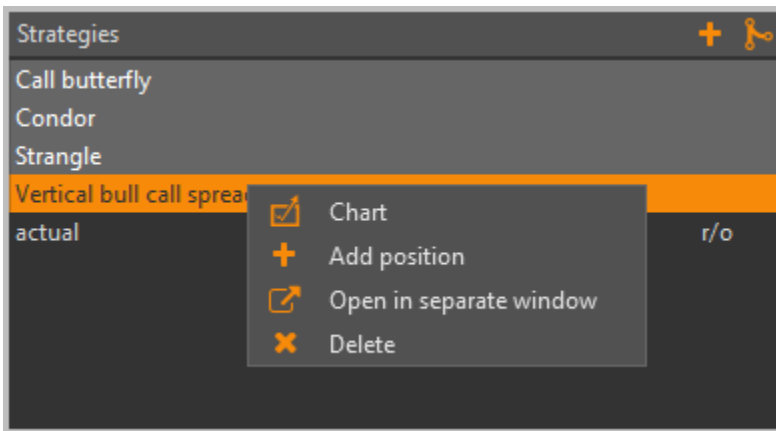 Strategies
Call butterfly
Condor
Strangle
Vertical bull call sprea
Chart
actual r/o
Add position
Open in separate window
Delete